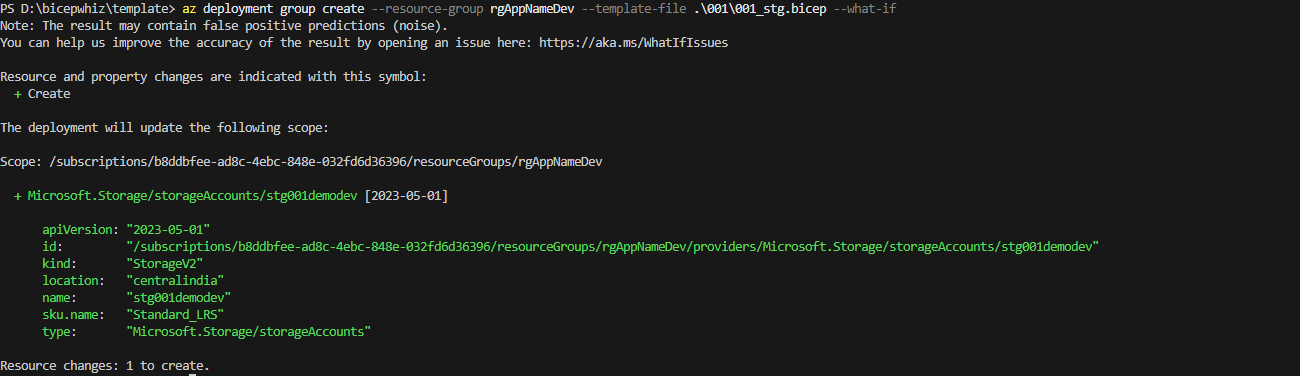 PS D:\bicepwhiz\template> az deployment group create --resource-group rgAppNameDev --template-file .\001\001_stg.bicep --what-if
Note: The result may contain false positive predictions (noise).
You can help us improve the accuracy of the result by opening an issue here: https://aka.ms/WhatIfIssues
Resource and property changes are indicated with this symbol:
+ Create
The deployment will update the following scope:
Scope: /subscriptions/b8ddbfee-ad8c-4ebc-848e-032fd6d36396/resourceGroups/rgAppNameDev
+ Microsoft.Storage/storageAccounts/stg001demodev [2023-05-01]
apiVersion: "2023-05-01"
id: "/subscriptions/b8ddbfee-ad8c-4ebc-848e-032fd6d36396/resourceGroups/rgAppNameDev/providers/Microsoft.Storage/storageAccounts/stg001demodev"
kind: "StorageV2"
location: "centralindia"
name: "stg001demodev"
sku.name: "Standard_LRS"
type: "Microsoft.Storage/storageAccounts"
Resource changes: 1 to create.